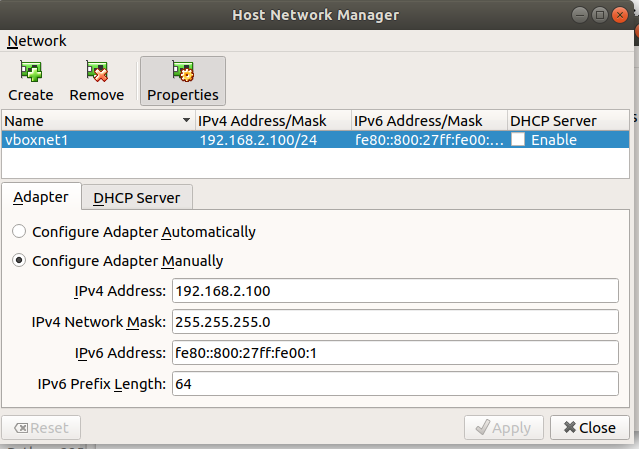 Host Network Manager
Network
Create Remove Properties
Name IPv4 Address/Mask IPv6 Address/Mask DHCP Server
vboxnet1 192.168.2.100/24 fe80::800:27ff:fe00:... Enable
Adapter DHCP Server
Configure Adapter Automatically
Configure Adapter Manually
IPv4 Address: 192.168.2.100
IPv4 Network Mask: 255.255.255.0
IPv6 Address: fe80::800:27ff:fe00:1
IPv6 Prefix Length: 64
Reset Apply Close